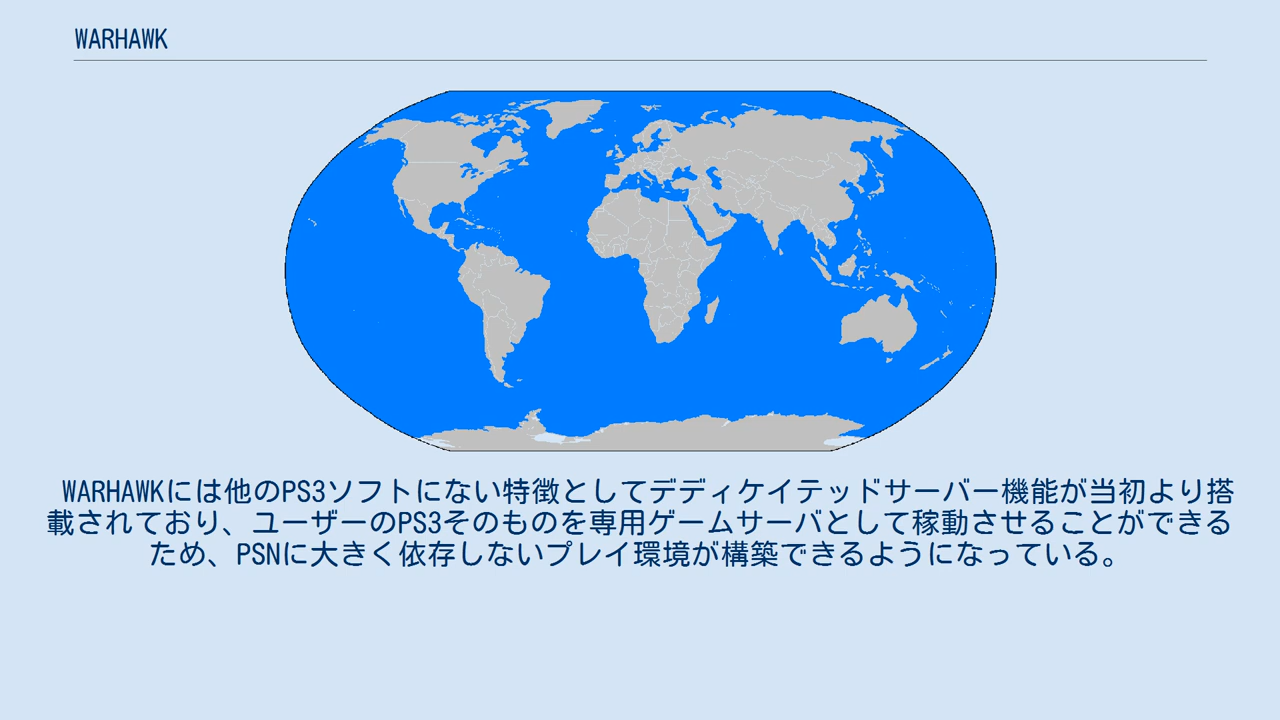 WARHAWK
WARHAWKには他のPS3ソフトにない特徴としてデディケイテッドサーバー機能が当初より搭
載されており、ユーザーのPS3そのものを専用ゲームサーバとして稼動させることができる
ため、PSNに大きく依存しないプレイ環境が構築できるようになっている。